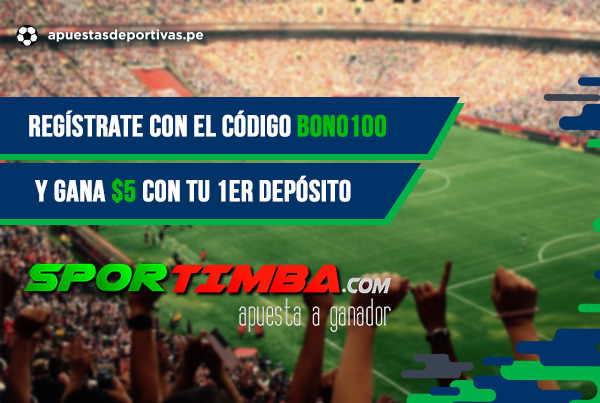 apuestasdeportivas.pe
REGÍSTRATE CON EL CÓDIGO BONO100
Y GANA $5 CON TU 1ER DEPÓSITO
SPORTIMBA.COM
apuesta a ganador